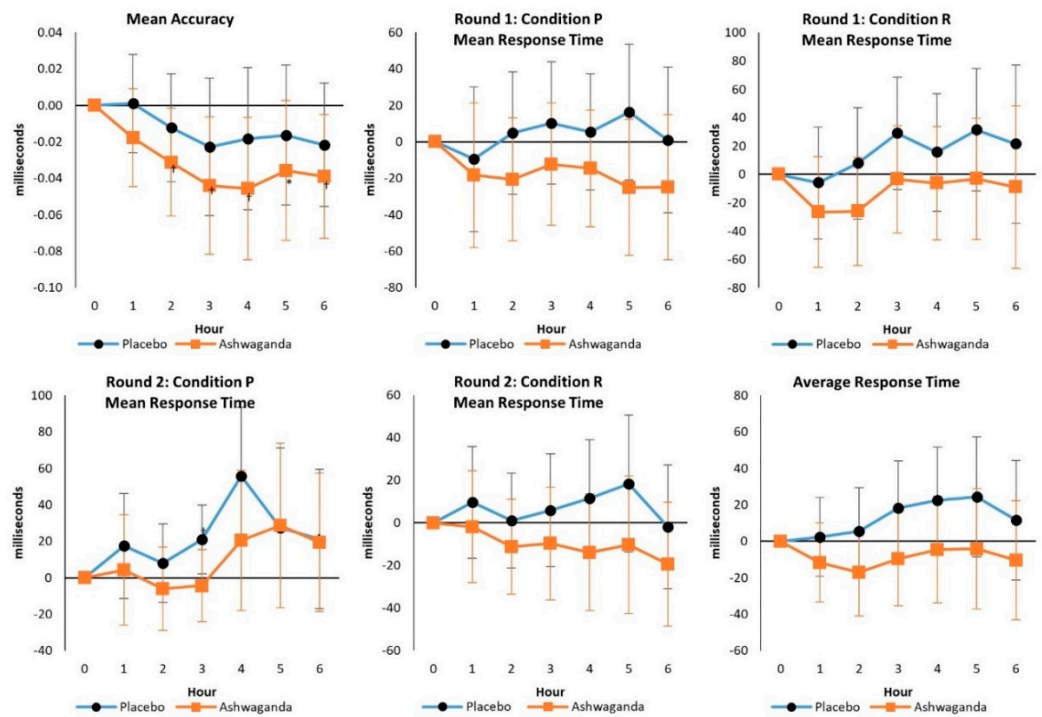 Mean Accuracy
milliseconds
0.04
0.02
0.00
-0.02
-0.04
-0.06
-0.08
-0.10
†
†
†
*
†
0 1 2 3 4 5 6
Hour
Placebo Ashwaganda
Round 1: Condition P
Mean Response Time
milliseconds
60
40
20
0
-20
-40
-60
-80
0 1 2 3 4 5 6
Hour
Placebo Ashwaganda
Round 1: Condition R
Mean Response Time
milliseconds
100
80
60
40
20
0
-20
-40
-60
-80
0 1 2 3 4 5 6
Hour
Placebo Ashwaganda
Round 2: Condition P
Mean Response Time
milliseconds
100
80
60
40
20
0
-20
-40
†
0 1 2 3 4 5 6
Hour
Placebo Ashwaganda
Round 2: Condition R
Mean Response Time
milliseconds
60
40
20
0
-20
-40
-60
0 1 2 3 4 5 6
Hour
Placebo Ashwaganda
Average Response Time
milliseconds
80
60
40
20
0
-20
-40
-60
0 1 2 3 4 5 6
Hour
Placebo Ashwaganda